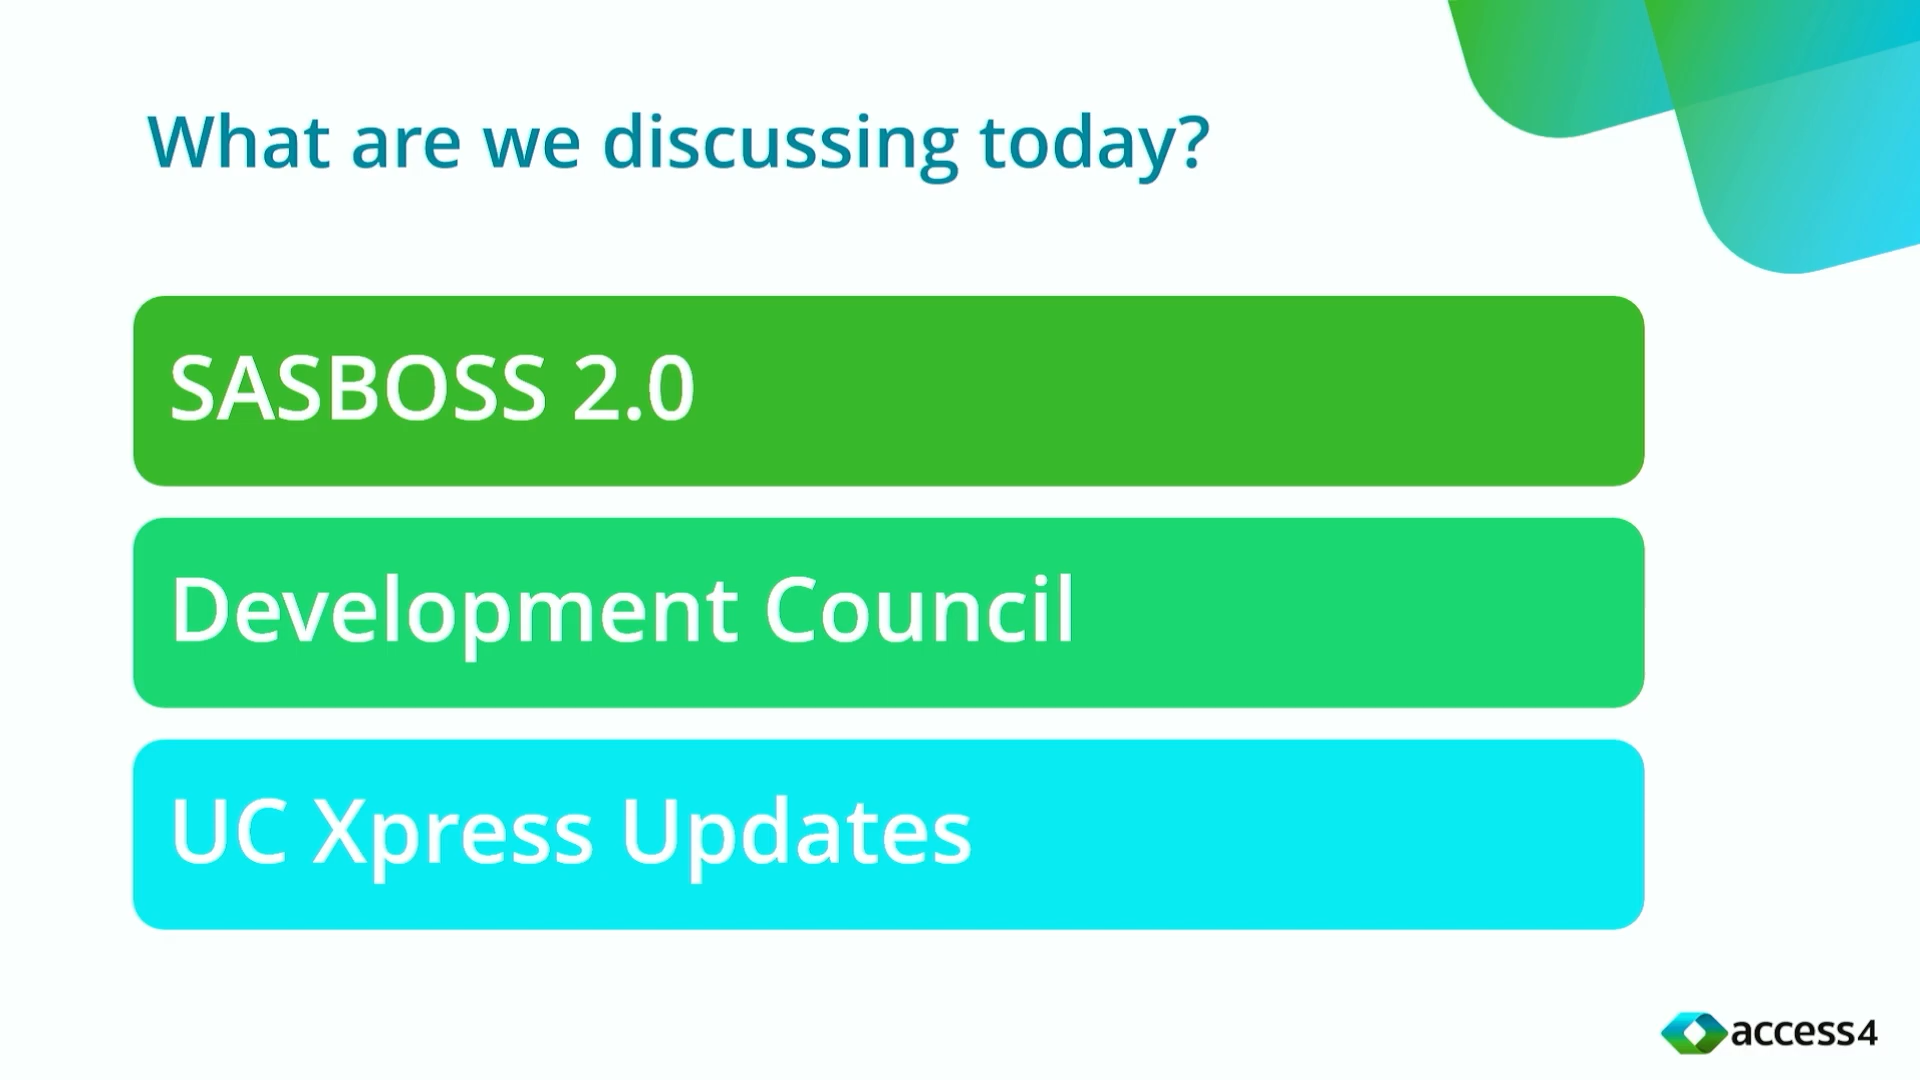 What are we discussing today?
SASBOSS 2.0
Development Council
UC Xpress Updates
access4